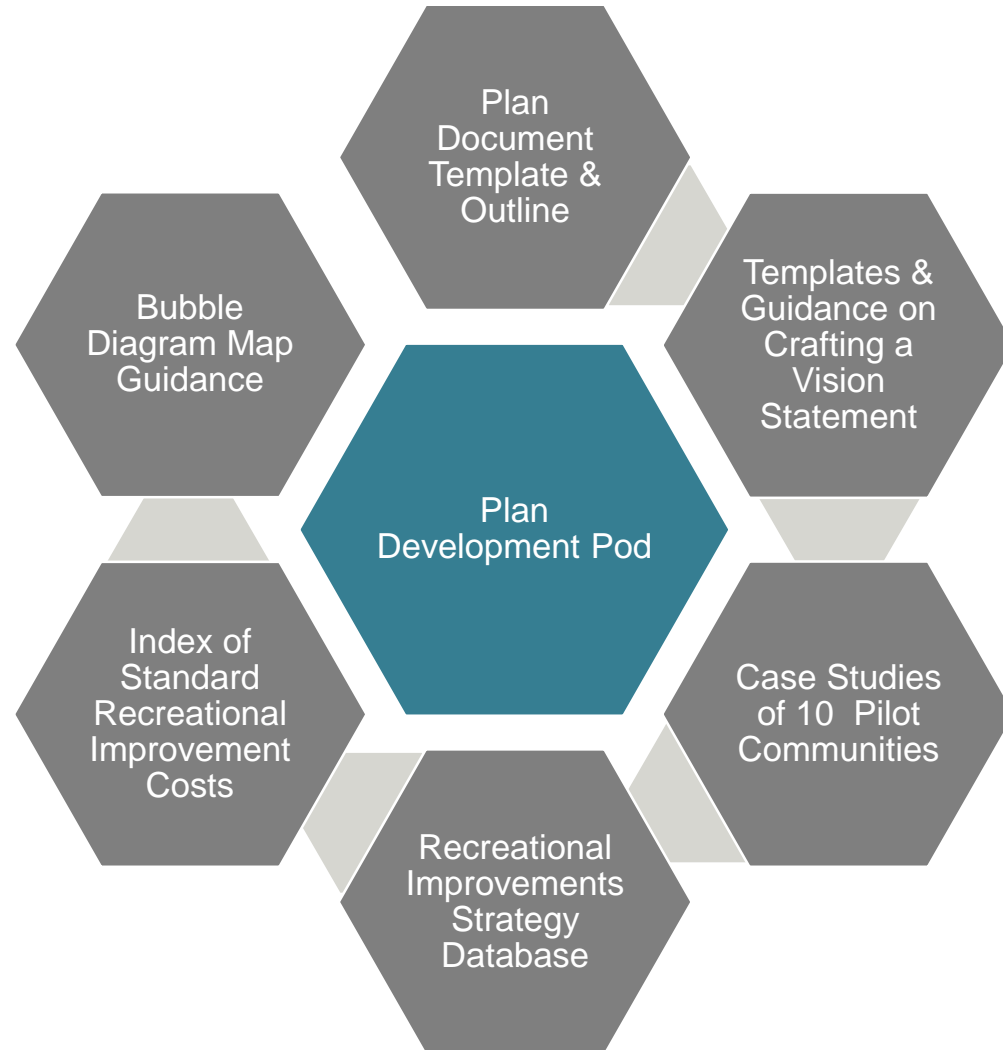 Plan
Document
Template &
Outline
Templates &
Guidance on
Crafting a
Vision
Statement
Bubble
Diagram Map
Guidance
Plan
Development Pod
Index of
Standard
Recreational
Improvement
Costs
Case Studies
of 10  Pilot
Communities
Recreational
Improvements
Strategy
Database